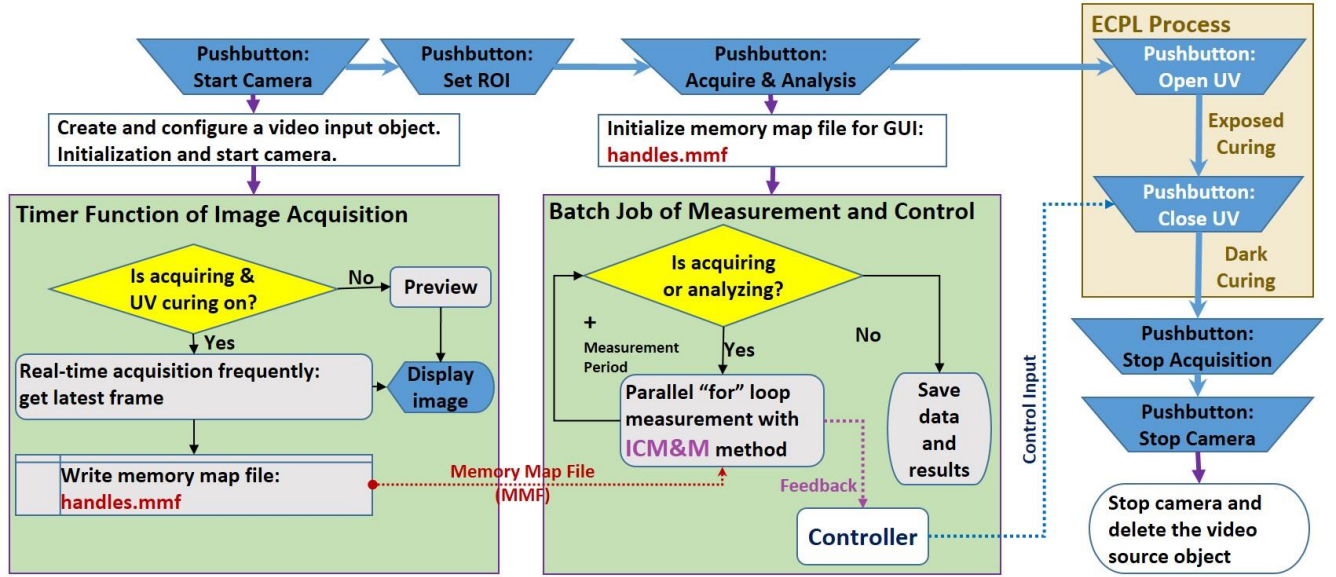 ECPL Process
Pushbutton:
Start Camera
Pushbutton:
Set ROI
Pushbutton:
Acquire & Analysis
Pushbutton:
Open UV
Create and configure a video input object.
Initialization and start camera.
Initialize memory map file for GUI:
handles.mmf
Exposed
Curing
Pushbutton:
Close UV
Dark
Curing
Timer Function of Image Acquisition
Is acquiring &
UV curing on?
No
Preview
Yes
Real-time acquisition frequently:
get latest frame
Display
image
Write memory map file:
handles.mmf
Memory Map File
(MMF)
Batch Job of Measurement and Control
Is acquiring
or analyzing?
+
Measurement
Period
Yes
No
Parallel “for” loop
measurement with
ICM&M method
Save
data
and
results
Feedback
Controller
Control Input
Pushbutton:
Stop Acquisition
Pushbutton:
Stop Camera
Stop camera and
delete the video
source object